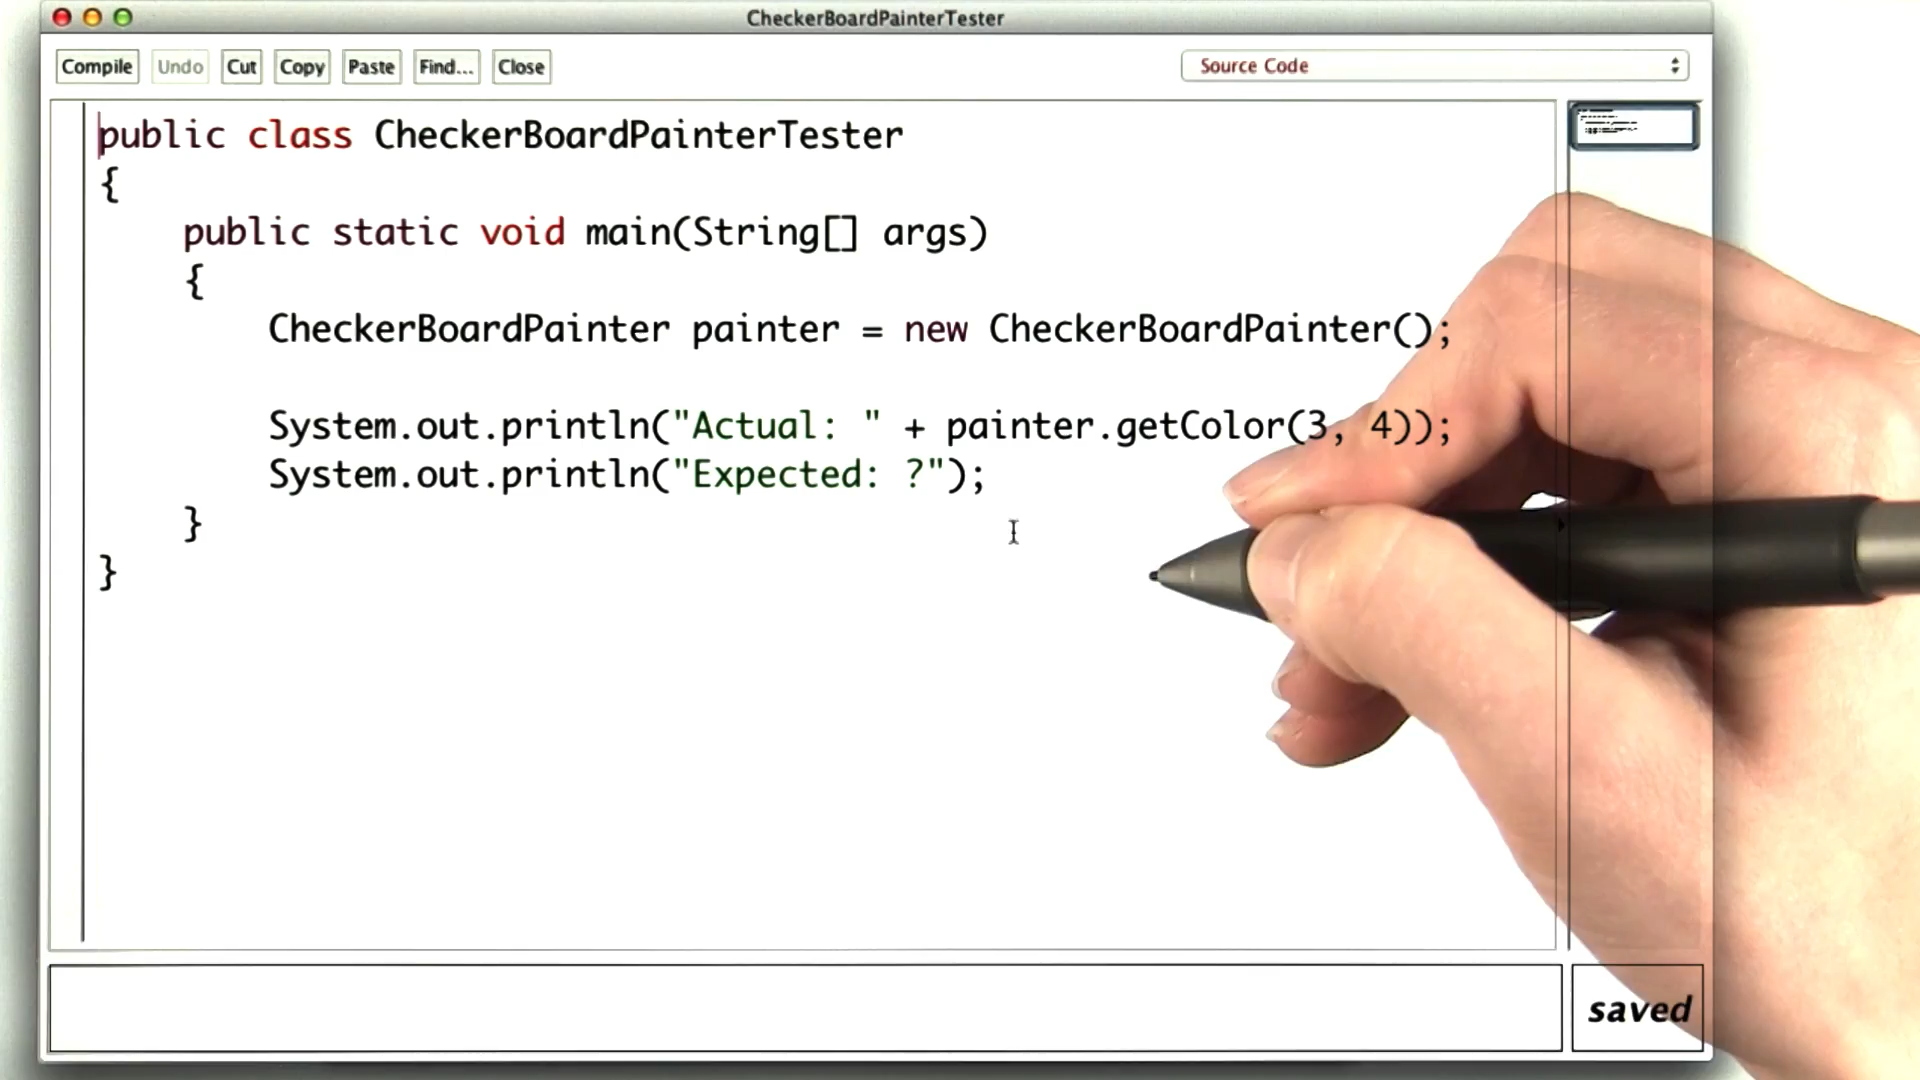 CheckerBoardPainterTester
Compile Undo Cut Copy Paste Find... Close Source Code
public class CheckerBoardPainterTester
{
public static void main(String[] args)
{
CheckerBoardPainter painter = new CheckerBoardPainter();
System.out.println("Actual: " + painter.getColor(3, 4));
System.out.println("Expected: ?");
}
}
saved